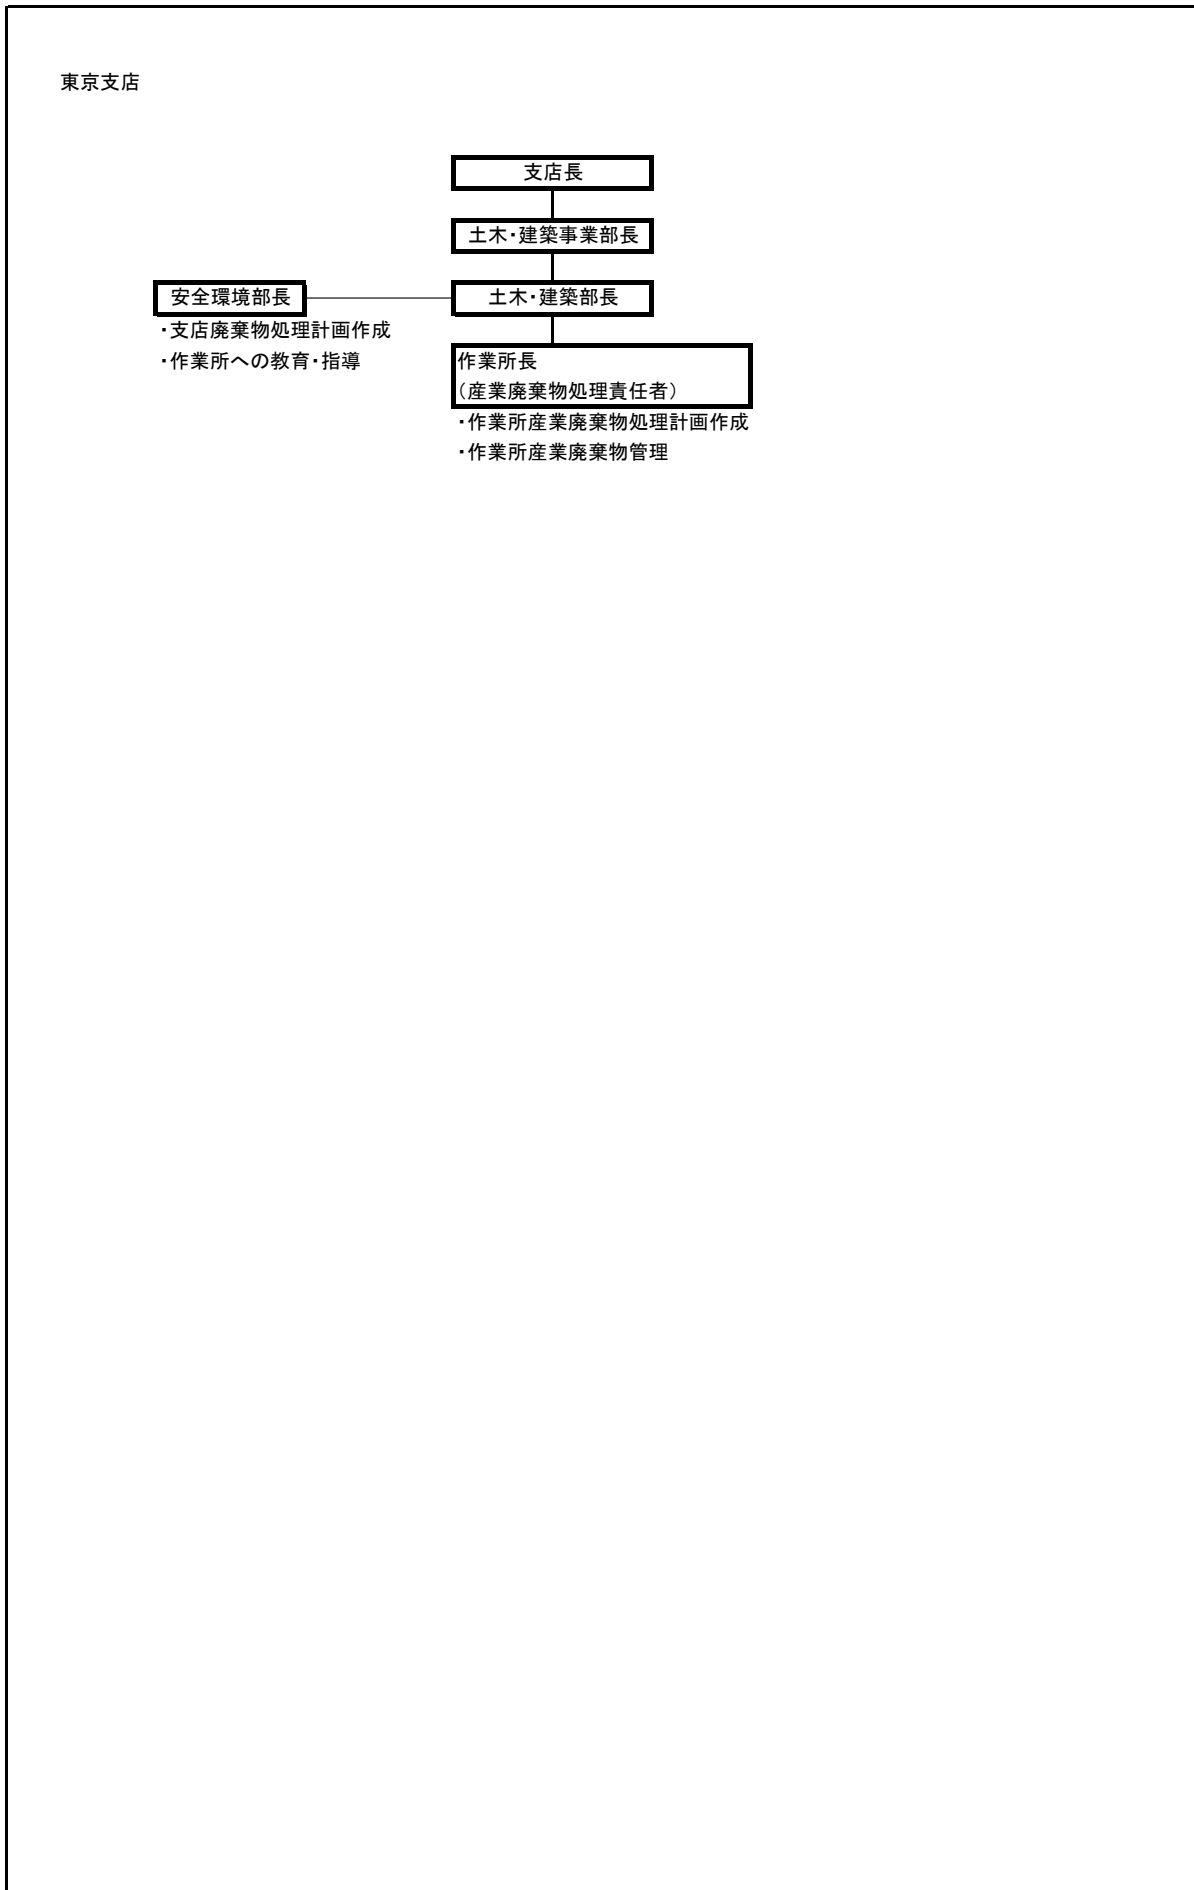 東京支店
支店長
土木・建築事業部長
安全環境部長
土木・建築部長
・支店廃棄物処理計画作成
・作業所への教育・指導
作業所長
（産業廃棄物処理責任者）
・作業所産業廃棄物処理計画作成
・作業所産業廃棄物管理